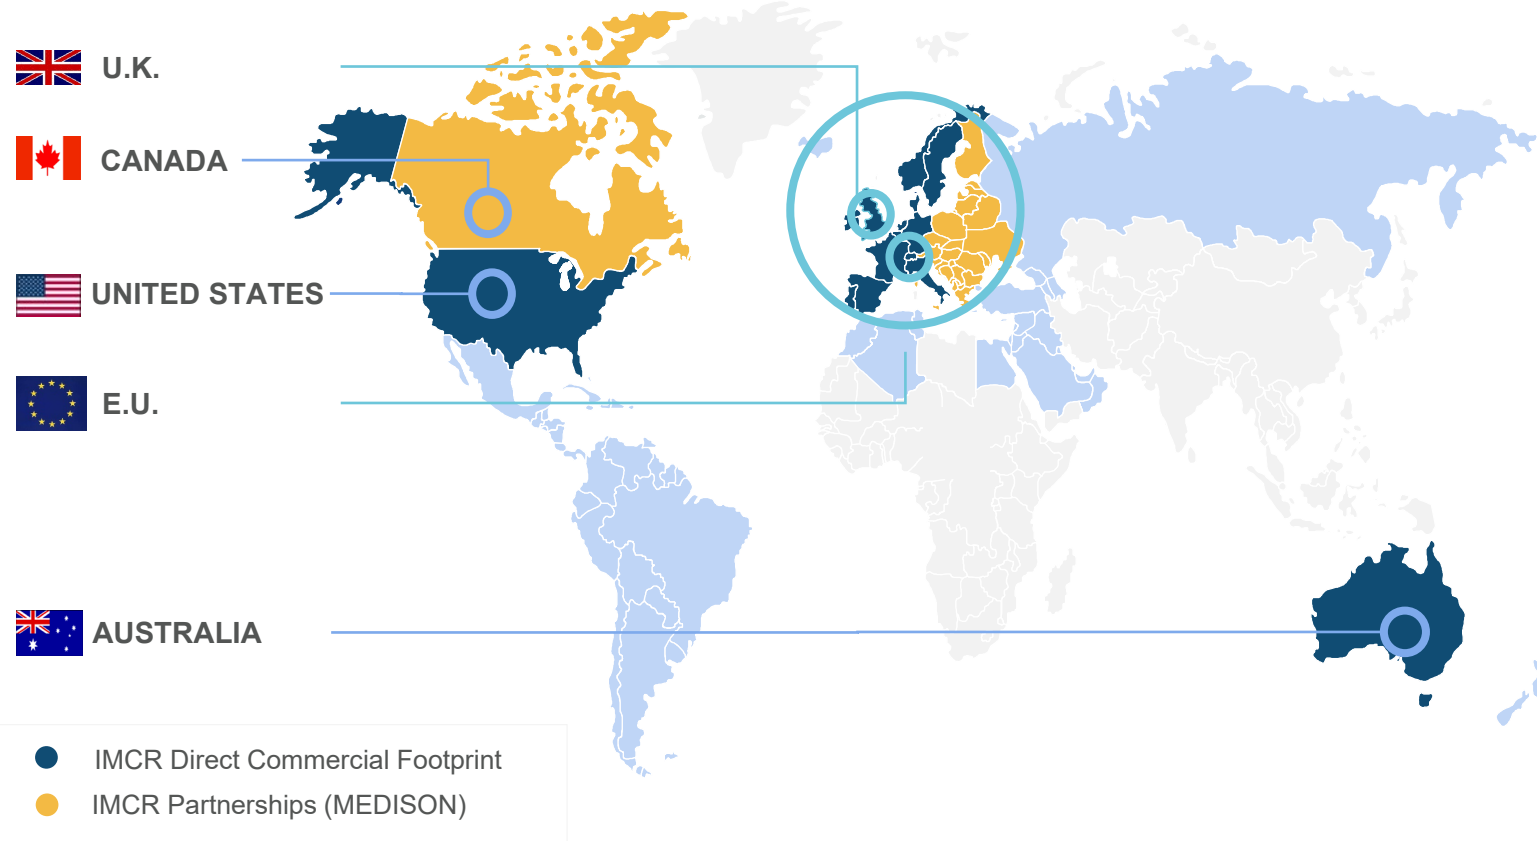 U.K.
CANADA
UNITED STATES
E.U.
AUSTRALIA
IMCR Direct Commercial Footprint
IMCR Partnerships (MEDISON)